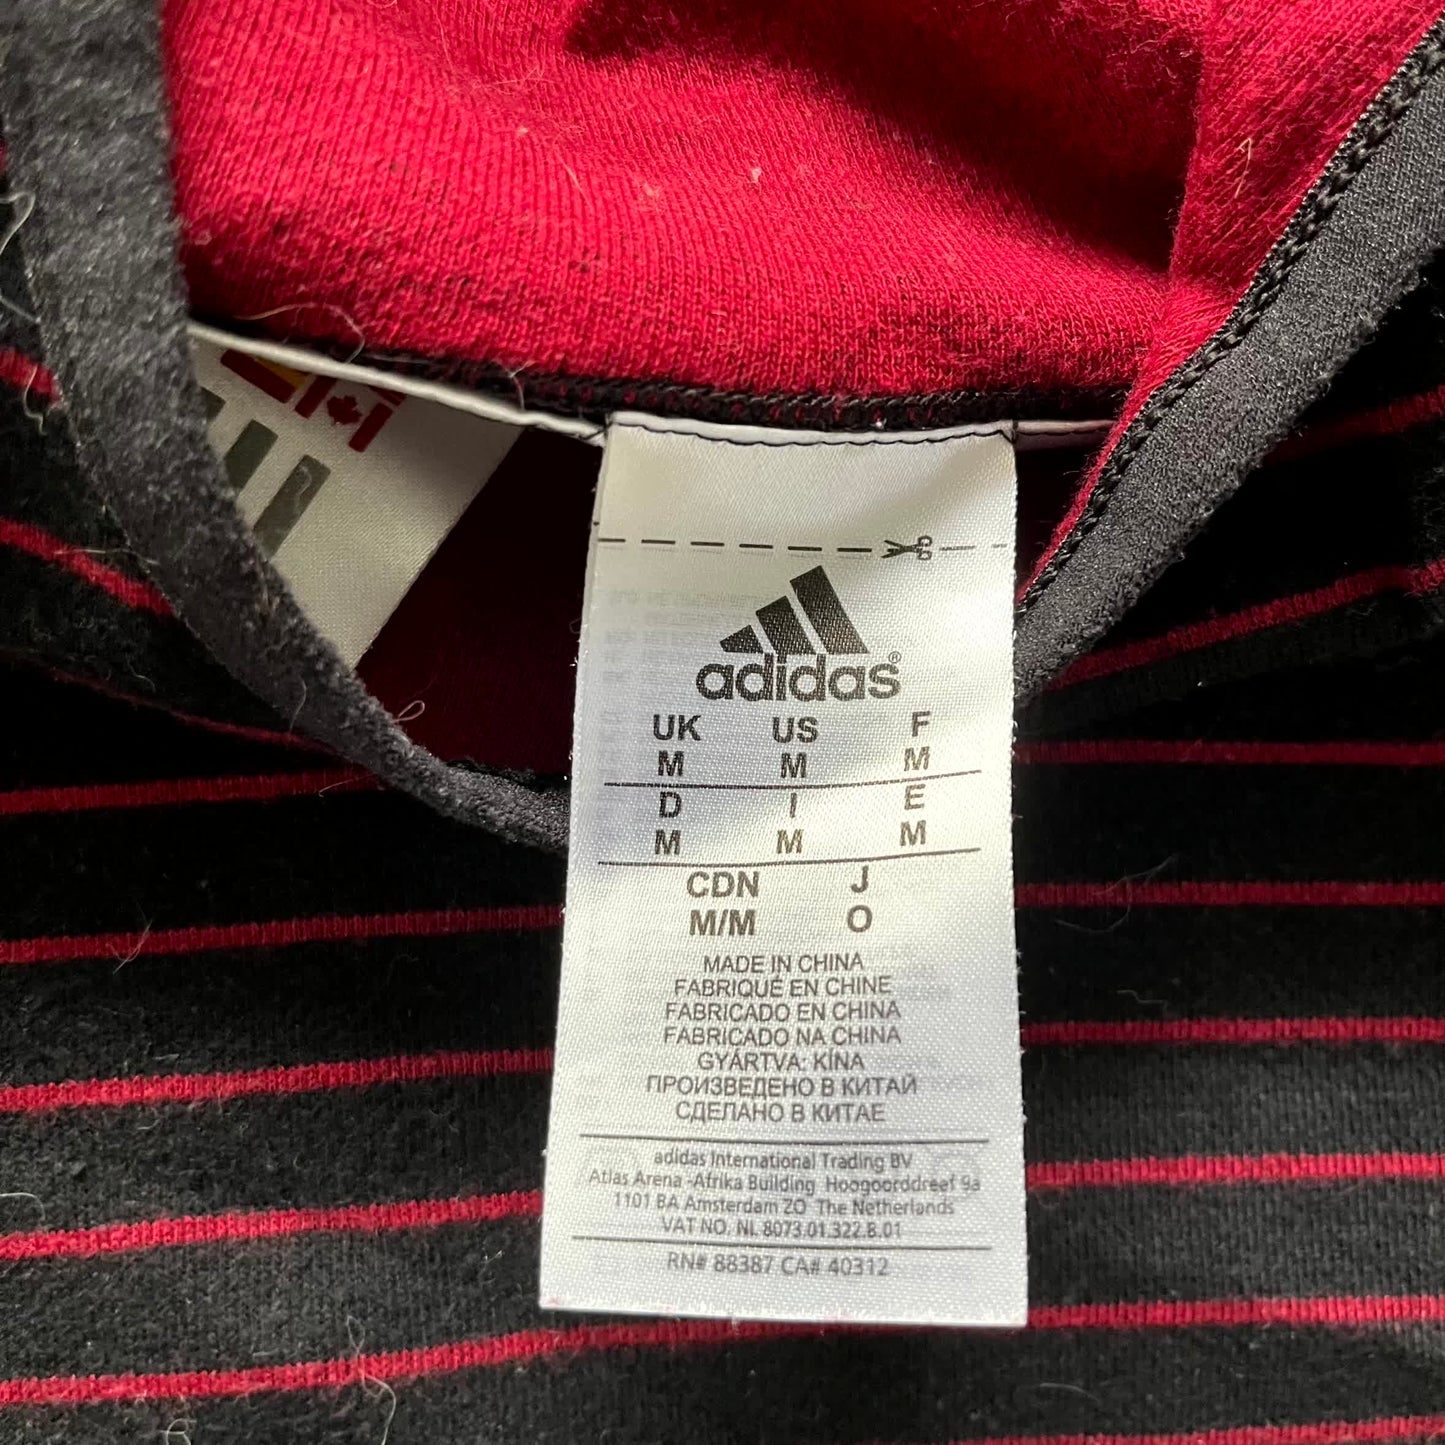 adidas®
UK US F
M M M
D I E
M M M
CDN J
M/M O
MADE IN CHINA
FABRIQUÉ EN CHINE
FABRICADO EN CHINA
FABRICADO NA CHINA
GYÁRTVA: KÍNA
ПРОИЗВЕДЕНО В КИТАЙ
СДЕЛАНО В КИТАЕ
adidas International Trading BV
Atlas Arena -Afrika Building Hoogoorddreef 9a
1101 BA Amsterdam ZO The Netherlands
VAT NO. NL 8073.01.322.B.01
RN# 88387 CA# 40312